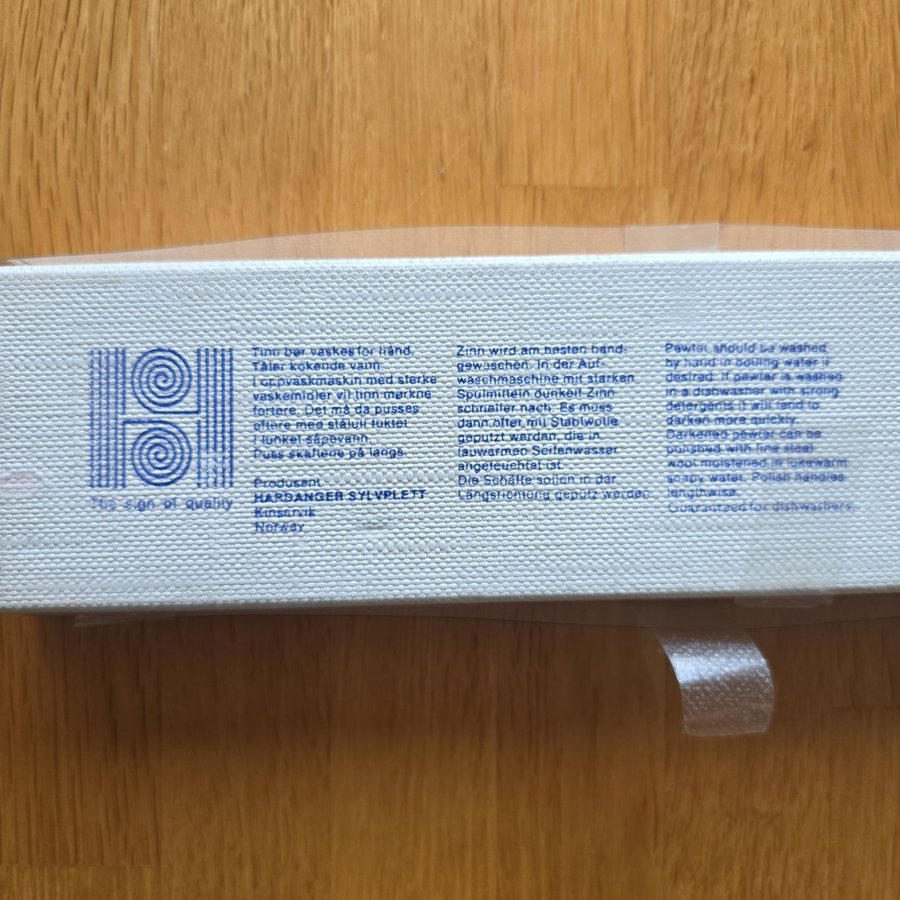 The sign of quality
Tinn bør vaskes for hånd.
Tåler kokende vann
I oppvaskmaskin med sterke
vaskemidler vil tinn mørkne
fortere. Det må da pusses
oftere med stålull fuktet
i lunket såpevann.
Puss skaftene på langs.
Produsent
HARDANGER SYLVPLETT
Kinsarvik
Norway
Zinn wird am besten hand-
gewaschen. In der Auf-
waschmaschine mit starken
Spülmitteln dunkelt Zinn
schneller nach. Es muss
dann ofter mit Stahlwolle
geputzt werden, die in
lauwarmen Seifenwasser
angefeuchtet ist.
Die Schäfte sollen in dar
Längsrichtung geputz werden.
Pewter should be washed
by hand in boiling water if
desired. If pewter is washed
in a dishwasher with strong
detergents it will tend to
darken more quickly.
Darkened pewter can be
polished with fine steel
wool moistened in lukewarm
soapy water. Polish handles
lengthwise.
Guaranteed for dishwashers.